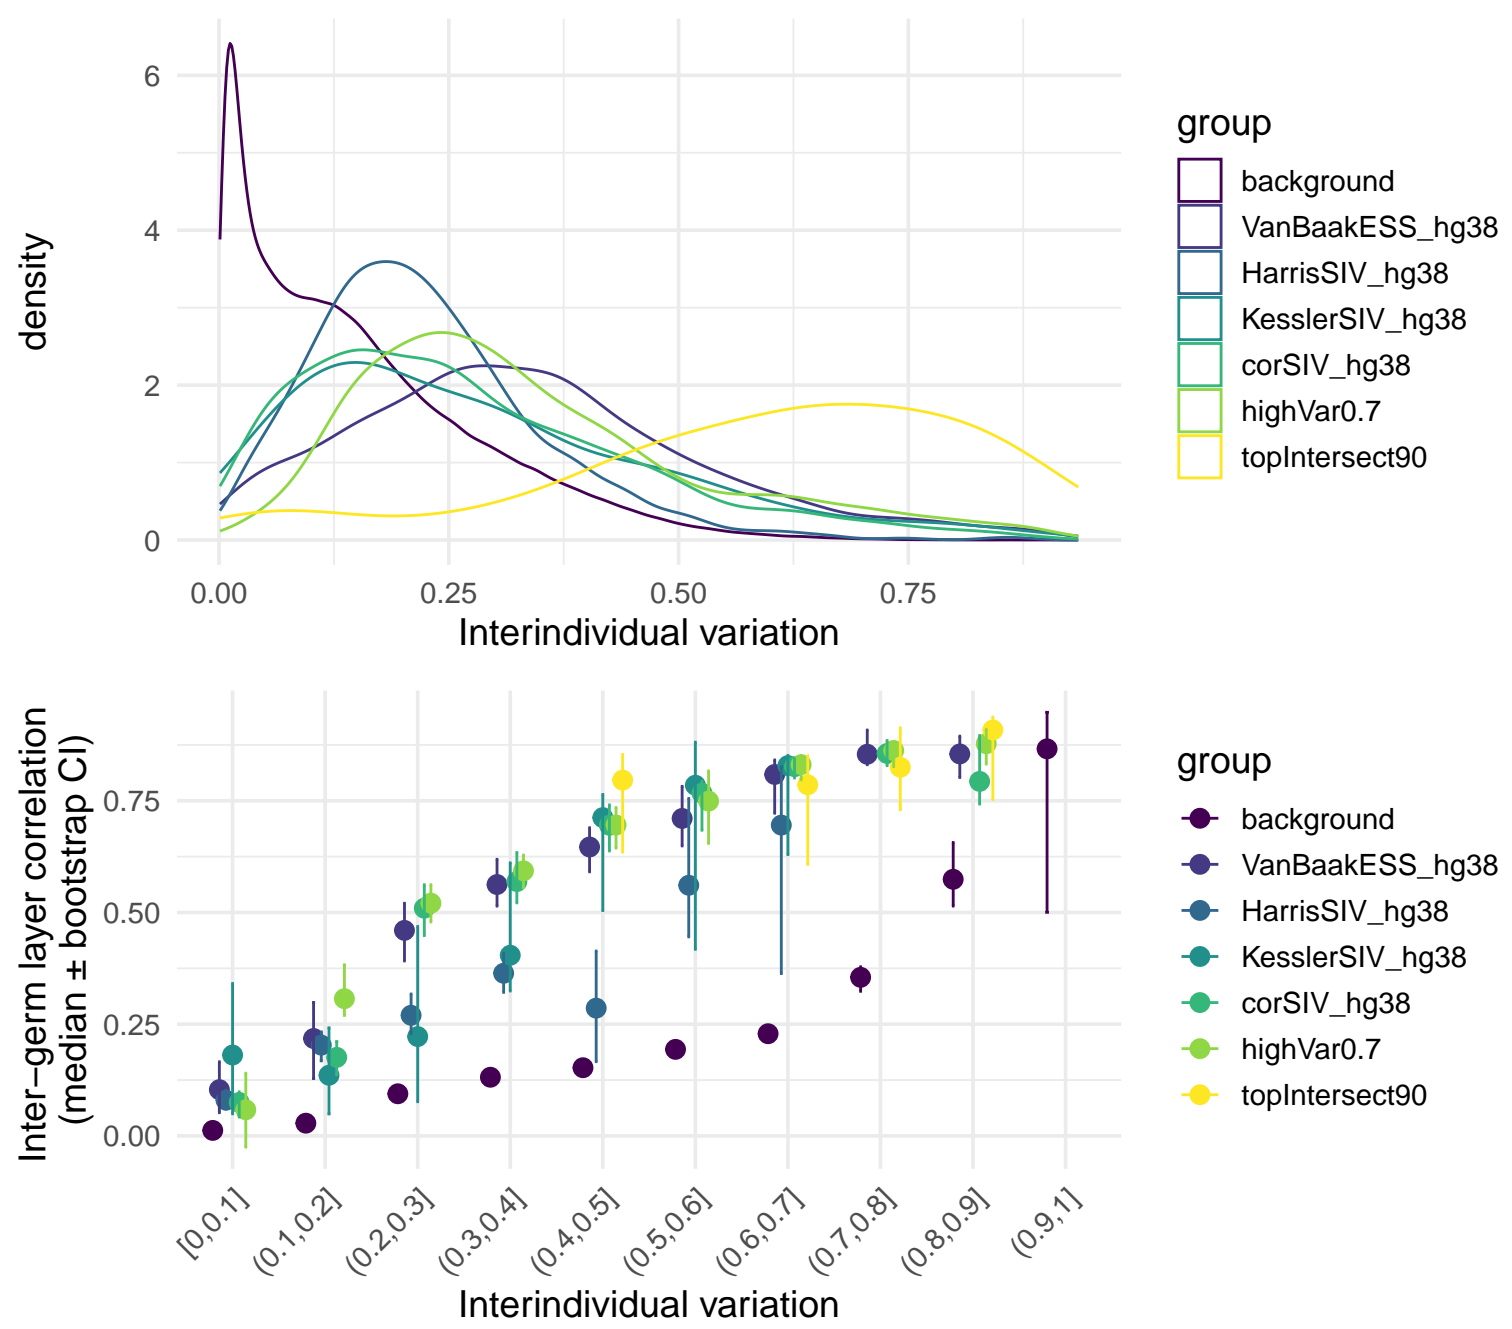 6
4
2
0
density
0.00
0.25
0.50
0.75
Interindividual variation
group
background
VanBaakESS_hg38
HarrisSIV_hg38
KesslerSIV_hg38
corSIV_hg38
highVar0.7
topIntersect90
Inter−germ layer correlation
(median ± bootstrap CI)
0.75
0.50
0.25
0.00
[0,0.1]
(0.1,0.2]
(0.2,0.3]
(0.3,0.4]
(0.4,0.5]
(0.5,0.6]
(0.6,0.7]
(0.7,0.8]
(0.8,0.9]
(0.9,1]
Interindividual variation
group
background
VanBaakESS_hg38
HarrisSIV_hg38
KesslerSIV_hg38
corSIV_hg38
highVar0.7
topIntersect90